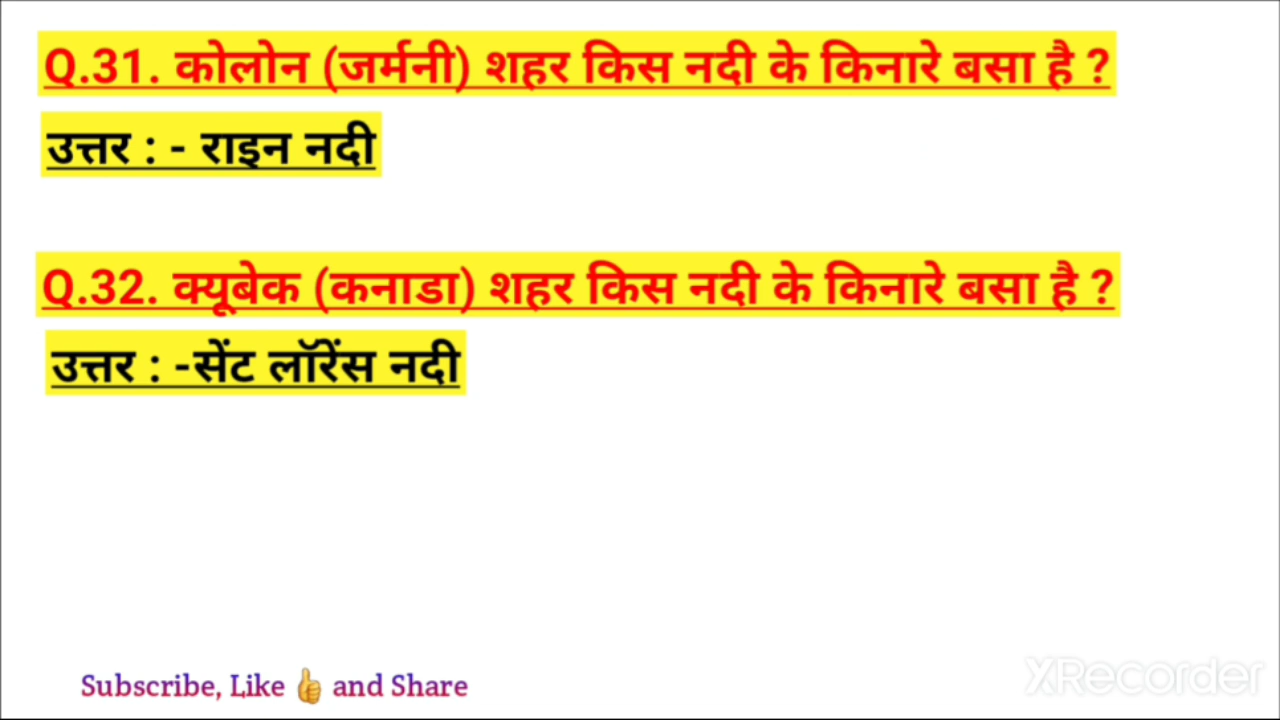 Q.31. कोलोन (जर्मनी) शहर किस नदी के किनारे बसा है ?
उत्तर : - राइन नदी
Q.32. क्यूबेक (कनाडा) शहर किस नदी के किनारे बसा है ?
उत्तर : -सेंट लॉरेंस नदी
Subscribe, Like 👍 and Share
XRecorder